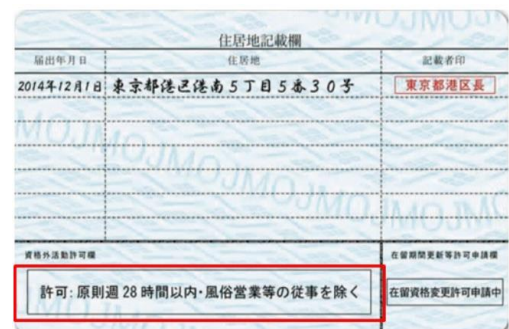 住居地記載欄
届出年月日 住居地 記載者印
2014年12月1日 東京都港区港南5丁目5番30号 東京都港区長
資格外活動許可欄 在留期間更新等許可申請欄
許可:原則週28時間以内・風俗営業等の従事を除く 在留資格変更許可申請中
MOJMOJMOJMOJMO